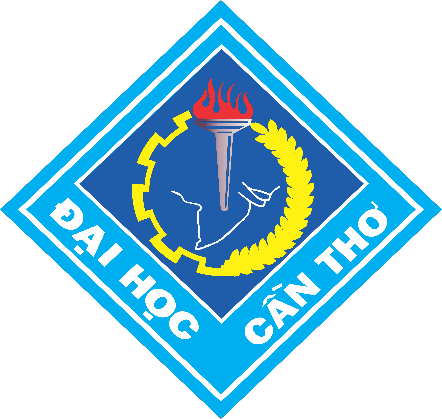 ĐẠI HỌC
CẦN THƠ